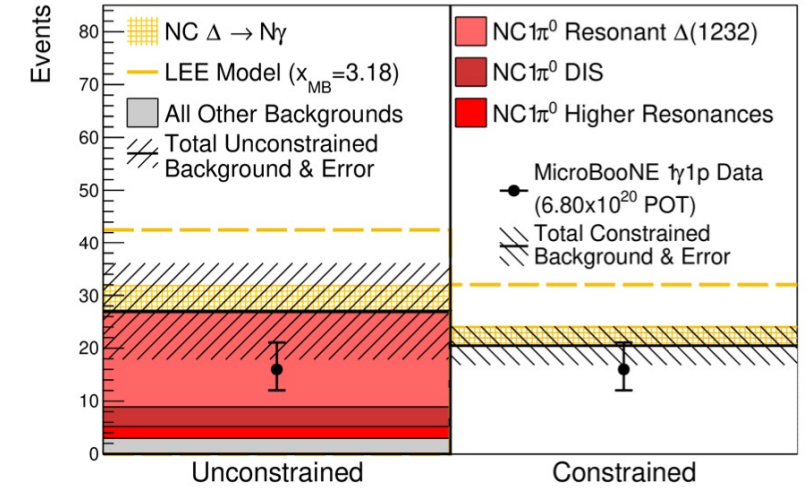 Events
80
70
60
50
40
30
20
10
0
NC Δ → Nγ
LEE Model (x_MB=3.18)
All Other Backgrounds
Total Unconstrained
Background & Error
NC1π⁰ Resonant Δ(1232)
NC1π⁰ DIS
NC1π⁰ Higher Resonances
MicroBooNE 1γ1p Data
(6.80x10²⁰ POT)
Total Constrained
Background & Error
Unconstrained
Constrained